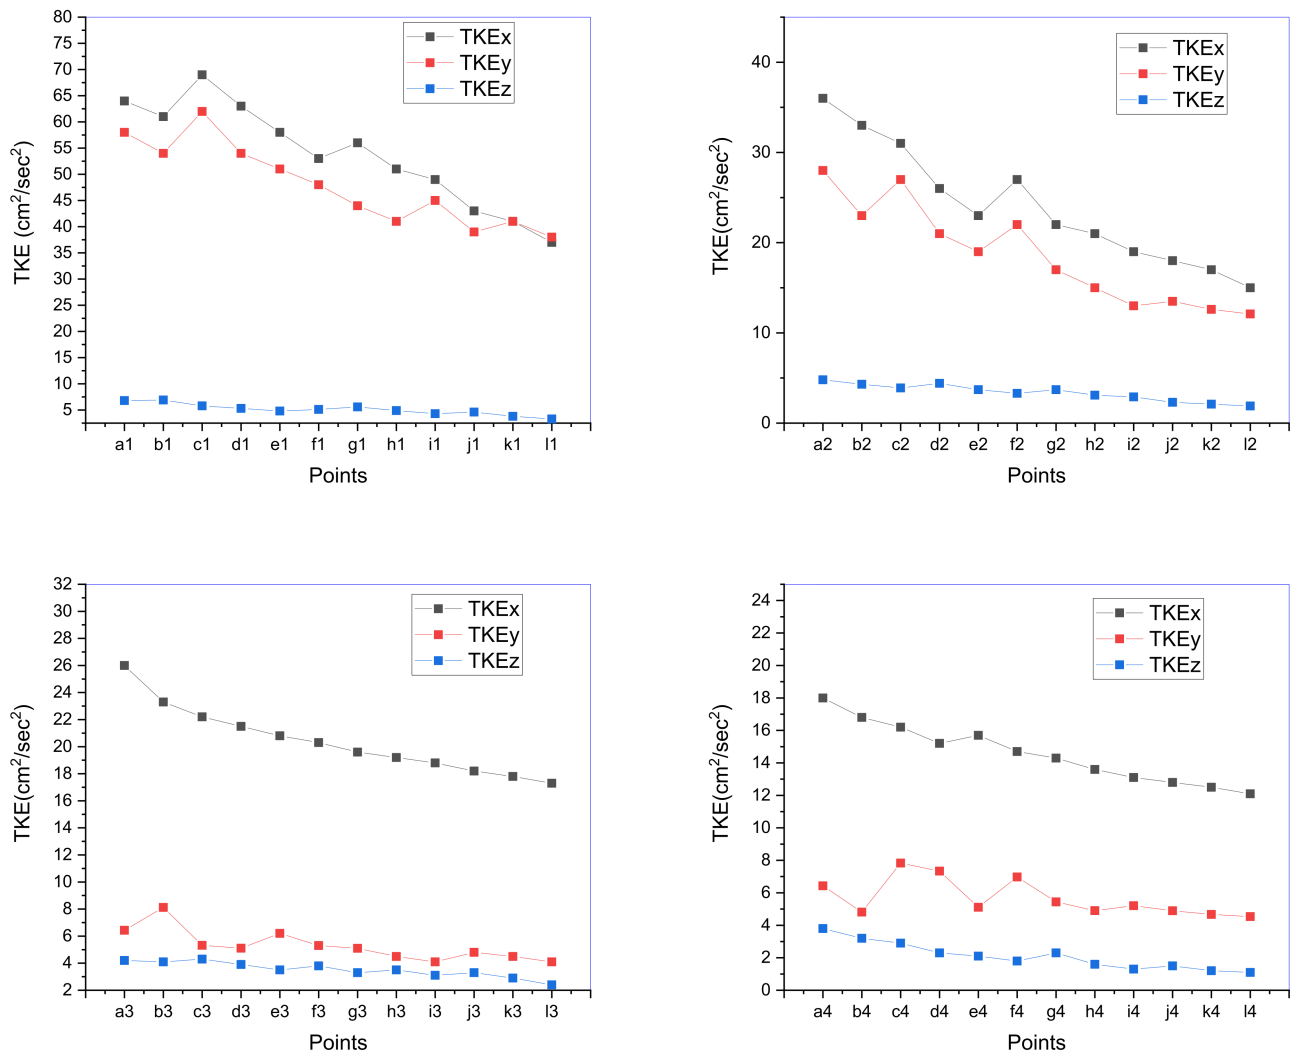 80
75
70
65
60
55
50
45
40
35
30
25
20
15
10
5
TKE (cm²/sec²)
TKEx
TKEy
TKEz
a1 b1 c1 d1 e1 f1 g1 h1 i1 j1 k1 l1
Points
40
30
20
10
0
TKE(cm²/sec²)
TKEx
TKEy
TKEz
a2 b2 c2 d2 e2 f2 g2 h2 i2 j2 k2 l2
Points
32
30
28
26
24
22
20
18
16
14
12
10
8
6
4
2
TKE(cm²/sec²)
TKEx
TKEy
TKEz
a3 b3 c3 d3 e3 f3 g3 h3 i3 j3 k3 l3
Points
24
22
20
18
16
14
12
10
8
6
4
2
0
TKE(cm²/sec²)
TKEx
TKEy
TKEz
a4 b4 c4 d4 e4 f4 g4 h4 i4 j4 k4 l4
Points